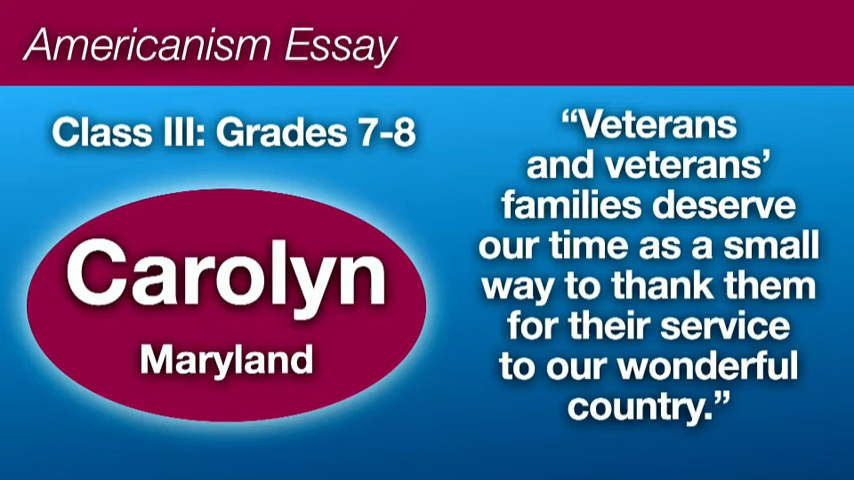 Americanism Essay
Class III: Grades 7-8
Carolyn
Maryland
“Veterans
and veterans’
families deserve
our time as a small
way to thank them
for their service
to our wonderful
country.”